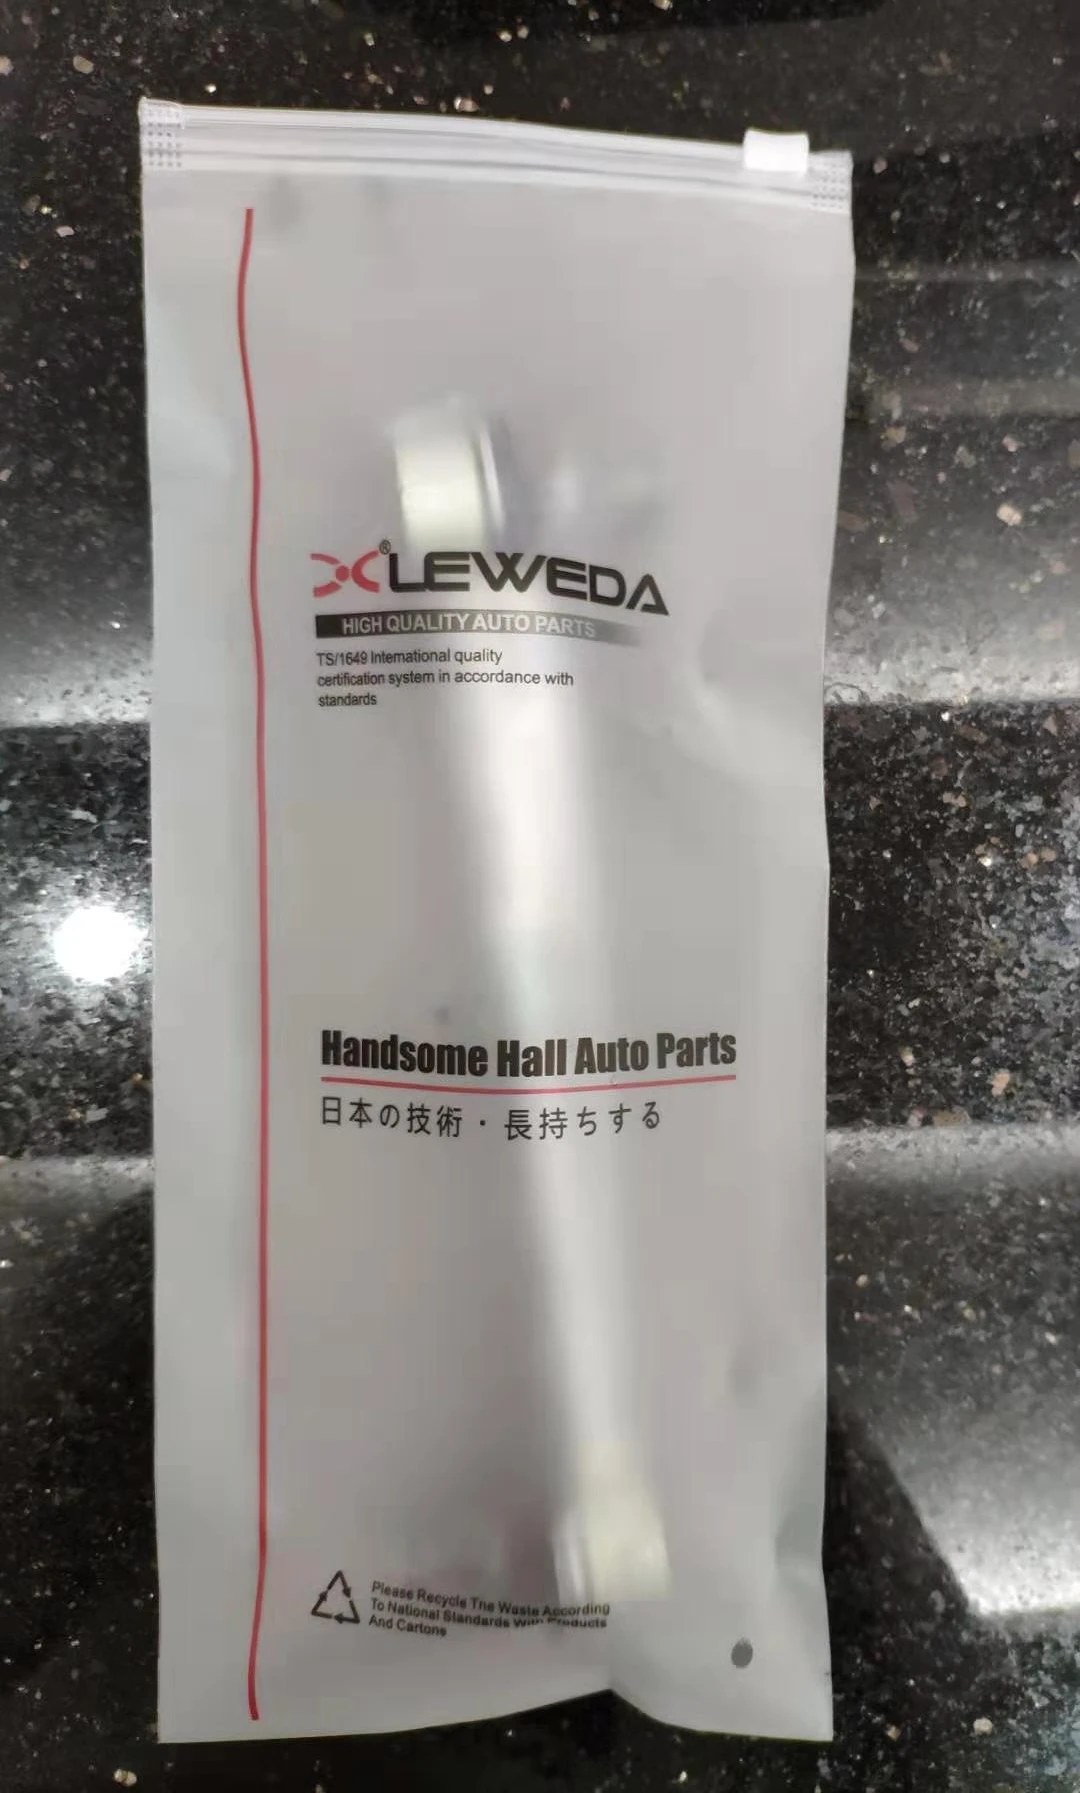 ®
LEWEDA
HIGH QUALITY AUTO PARTS
TS/1649 International quality
certification system in accordance with
standards
Handsome Hall Auto Parts
日本の技術・長持ちする
Please Recycle The Waste According
To National Standards With Products
And Cartons